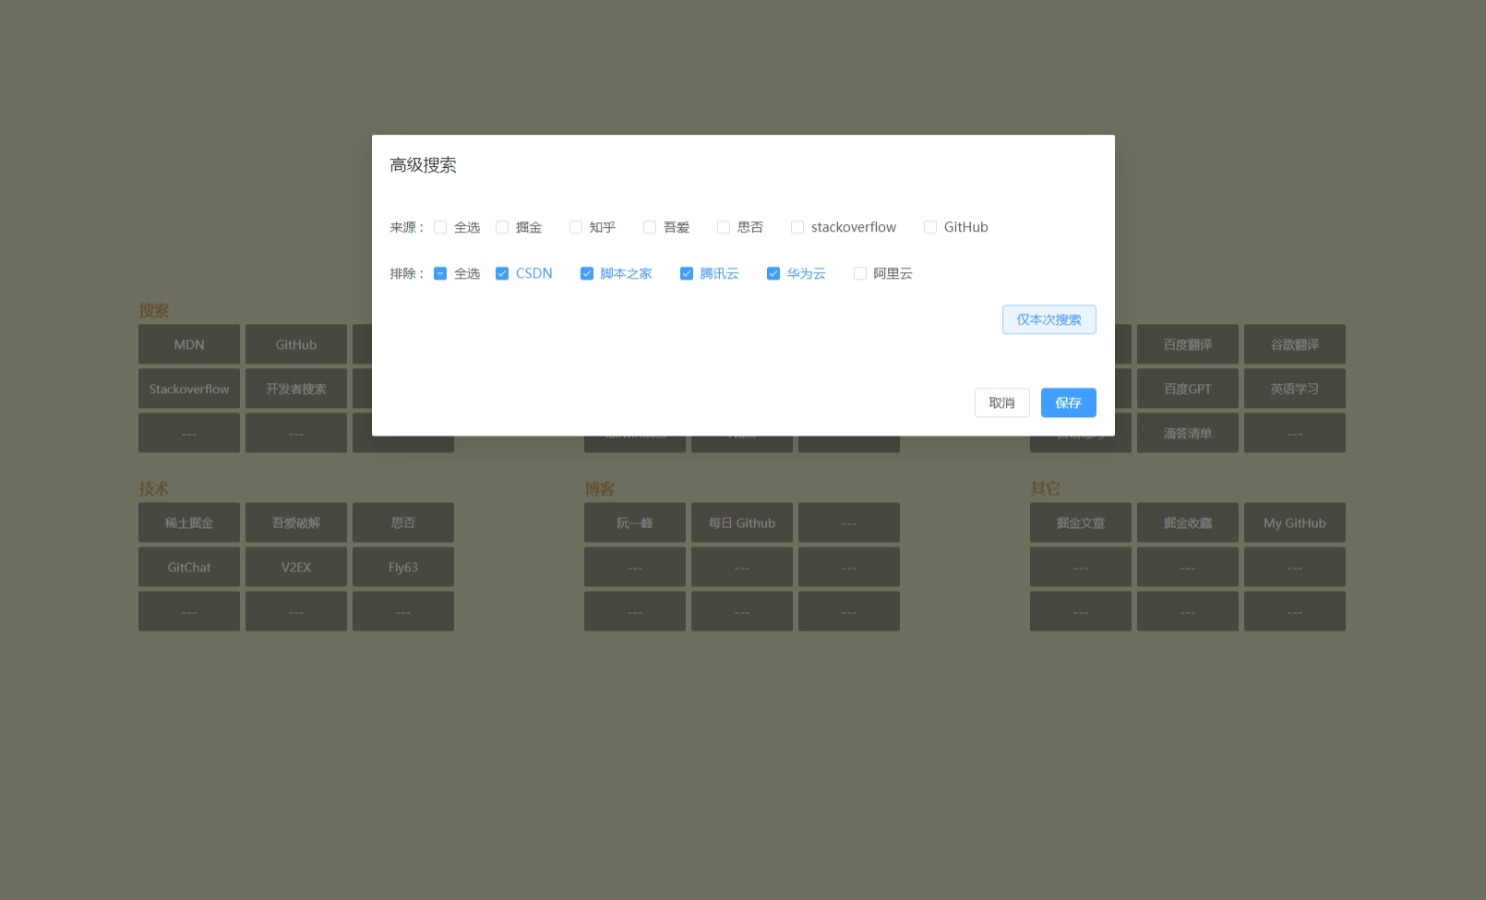 高级搜索
来源： 全选 掘金 知乎 吾爱 思否 stackoverflow GitHub
排除： 全选 CSDN 脚本之家 腾讯云 华为云 阿里云
仅本次搜索
取消 保存
搜索
MDN GitHub 百度翻译 谷歌翻译
Stackoverflow 开发者搜索 百度GPT 英语学习
--- --- 滴答清单 ---
技术 博客 其它
稀土掘金 吾爱破解 思否 阮一峰 每日 Github --- 掘金文章 掘金收藏 My GitHub
GitChat V2EX Fly63 --- --- --- --- --- ---
--- --- --- --- --- --- --- --- ---